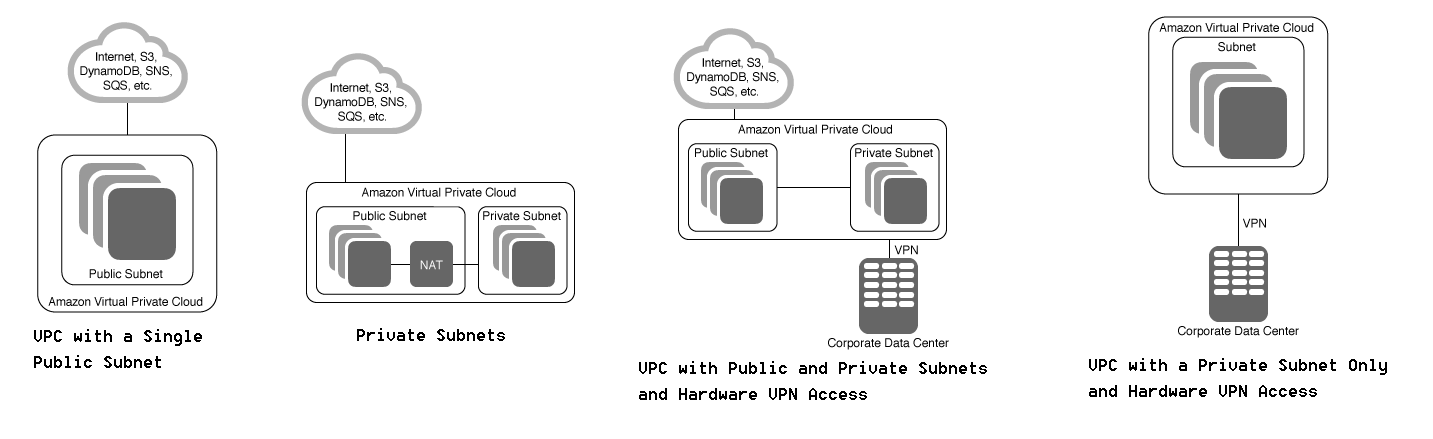 Internet, S3,
DynamoDB, SNS,
SQS, etc.
Public Subnet
Amazon Virtual Private Cloud
VPC with a Single
Public Subnet
Internet, S3,
DynamoDB, SNS,
SQS, etc.
Amazon Virtual Private Cloud
Public Subnet
Private Subnet
NAT
Private Subnets
Internet, S3,
DynamoDB, SNS,
SQS, etc.
Amazon Virtual Private Cloud
Public Subnet
Private Subnet
VPN
Corporate Data Center
VPC with Public and Private Subnets
and Hardware VPN Access
Amazon Virtual Private Cloud
Subnet
VPN
Corporate Data Center
VPC with a Private Subnet Only
and Hardware VPN Access